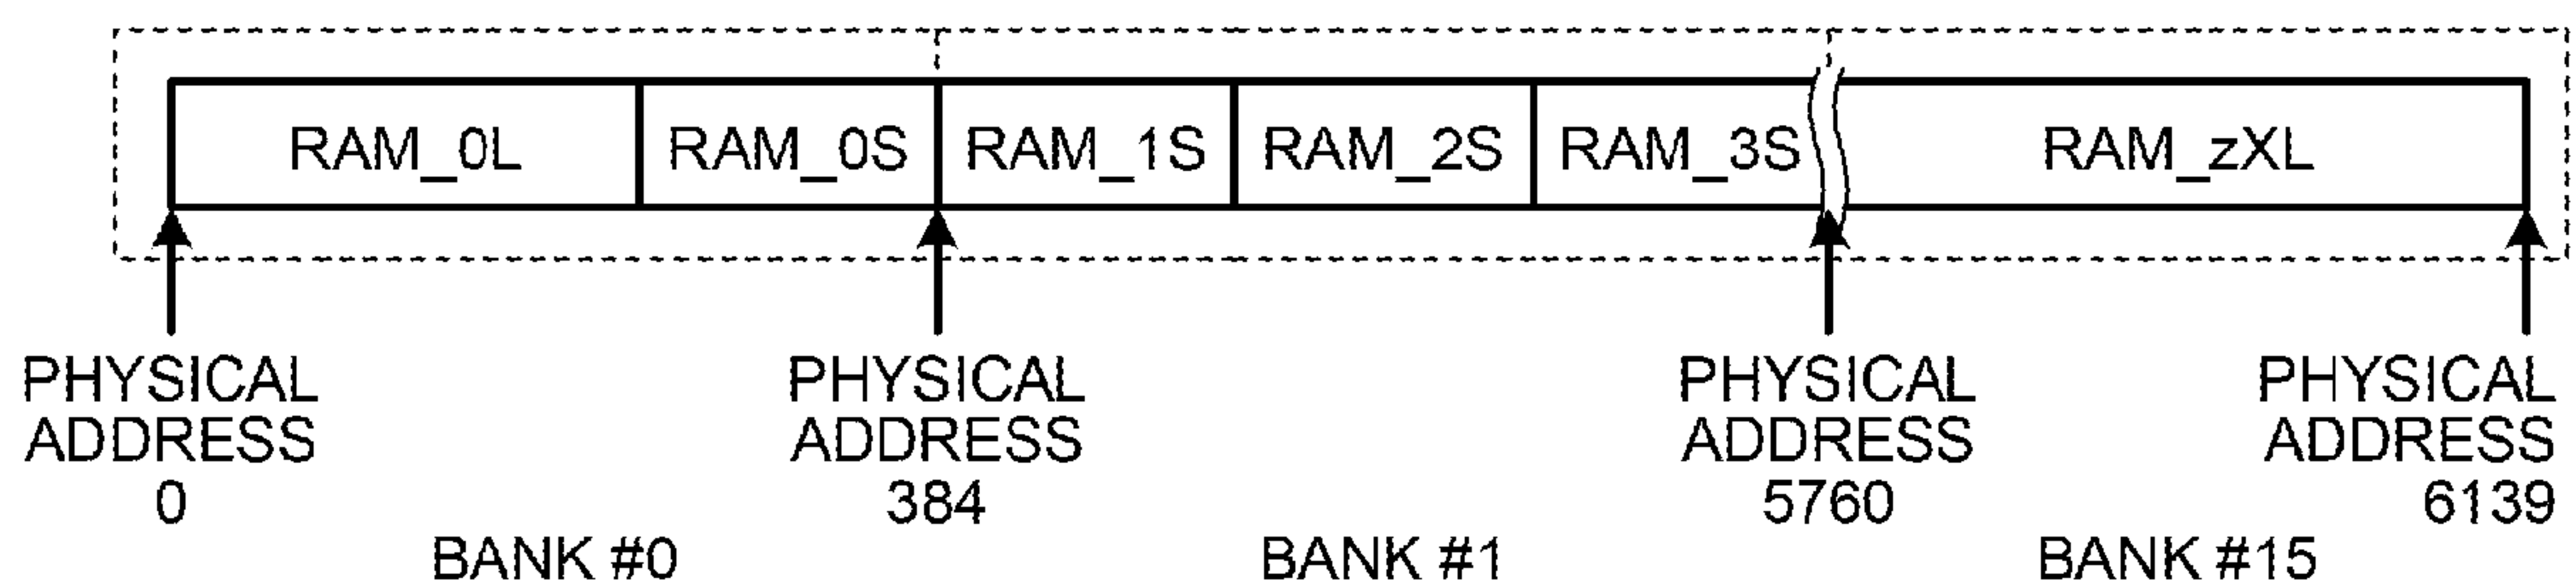 RAM_0L RAM_0S RAM_1S RAM_2S RAM_3S RAM_zXL
PHYSICAL ADDRESS 0
PHYSICAL ADDRESS 384
PHYSICAL ADDRESS 5760
PHYSICAL ADDRESS 6139
BANK #0 BANK #1 BANK #15